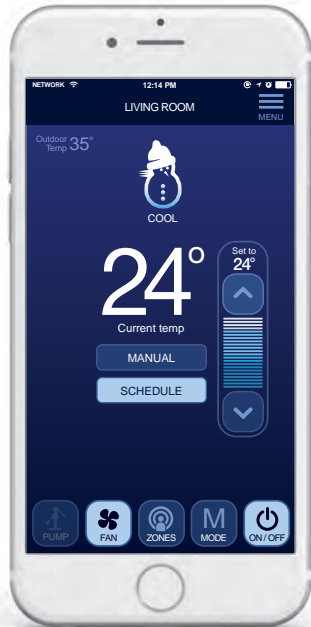 NETWORK 12:14 PM
LIVING ROOM
MENU
Outdoor
Temp 35°
COOL
24°
Current temp
Set to
24°
MANUAL
SCHEDULE
PUMP
FAN
ZONES
M
MODE
ON/OFF